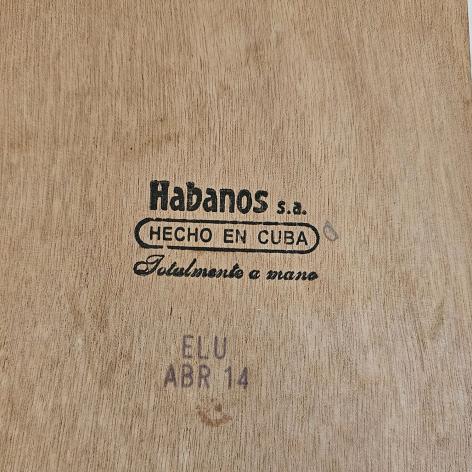 Habanos s.a.
HECHO EN CUBA
Totalmente a mano
ELU
ABR 14